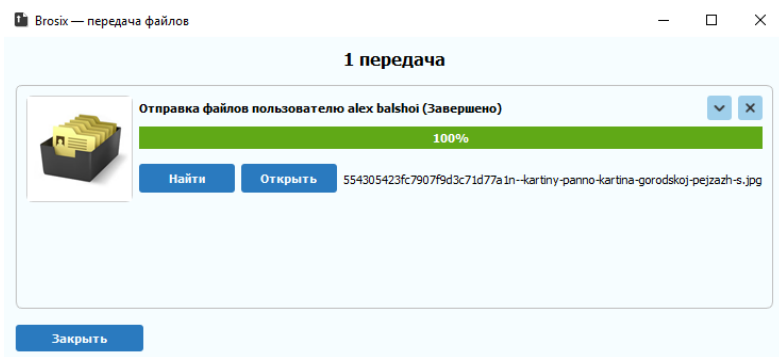 Brosix — передача файлов
1 передача
Отправка файлов пользователю alex balshoi (Завершено)
100%
Найти
Открыть
554305423fc7907f9d3c71d77a1n--kartiny-panno-kartina-gorodskoj-pejzazh-s.jpg
Закрыть